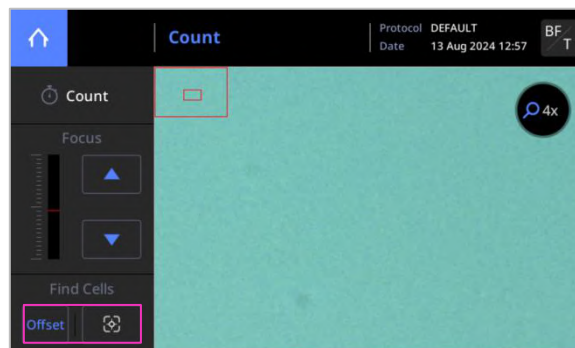 Count
Protocol DEFAULT
Date 13 Aug 2024 12:57
BF
T
Count
4x
Focus
Find Cells
Offset